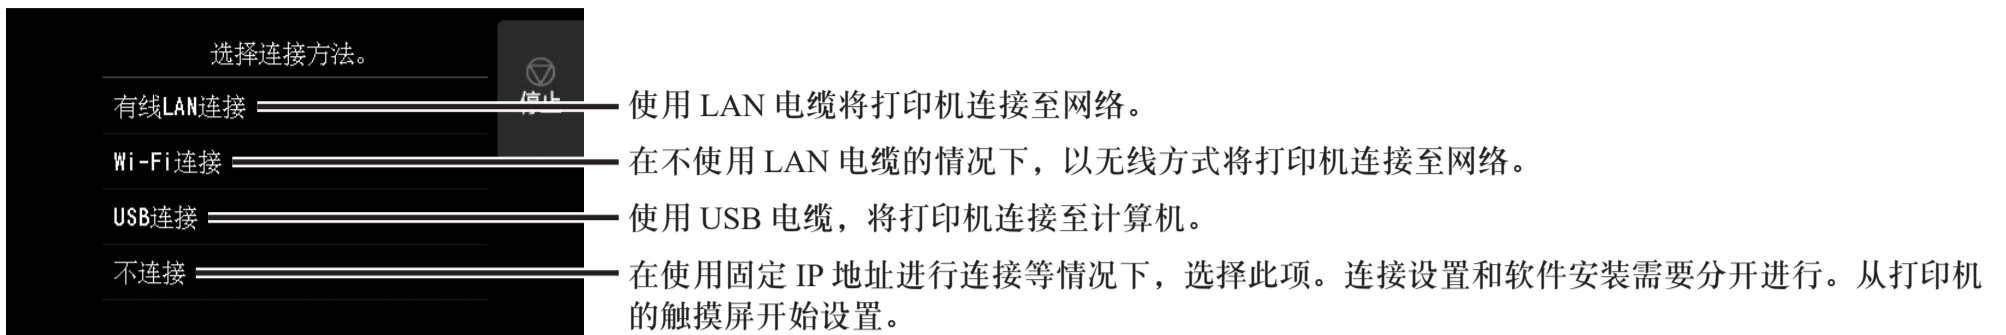 选择连接方法。
停止
有线LAN连接
使用 LAN 电缆将打印机连接至网络。
Wi-Fi连接
在不使用 LAN 电缆的情况下，以无线方式将打印机连接至网络。
USB连接
使用 USB 电缆，将打印机连接至计算机。
不连接
在使用固定 IP 地址进行连接等情况下，选择此项。连接设置和软件安装需要分开进行。从打印机
的触摸屏开始设置。